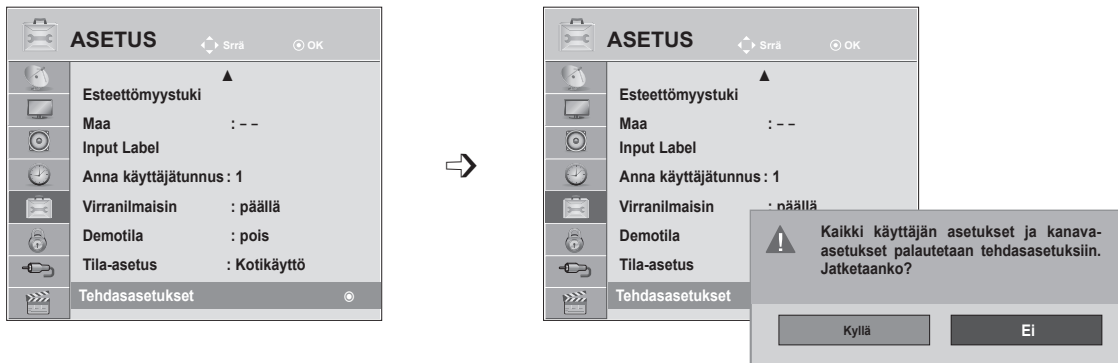 ASETUS Srrä OK
Esteettömyystuki
Maa : – –
Input Label
Anna käyttäjätunnus : 1
Virranilmaisin : päällä
Demotila : pois
Tila-asetus : Kotikäyttö
Tehdasasetukset
ASETUS Srrä OK
Esteettömyystuki
Maa : – –
Input Label
Anna käyttäjätunnus : 1
Virranilmaisin : päällä
Demotila
Tila-asetus
Tehdasasetukset
Kaikki käyttäjän asetukset ja kanava-
asetukset palautetaan tehdasasetuksiin.
Jatketaanko?
Kyllä Ei